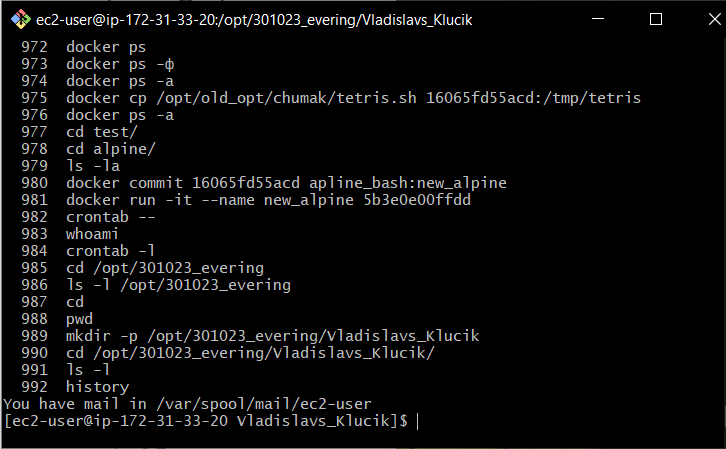 ec2-user@ip-172-31-33-20:/opt/301023_evering/Vladislavs_Klucik
972 docker ps
973 docker ps -ф
974 docker ps -a
975 docker cp /opt/old_opt/chumak/tetris.sh 16065fd55acd:/tmp/tetris
976 docker ps -a
977 cd test/
978 cd alpine/
979 ls -la
980 docker commit 16065fd55acd apline_bash:new_alpine
981 docker run -it --name new_alpine 5b3e0e00ffdd
982 crontab --
983 whoami
984 crontab -l
985 cd /opt/301023_evering
986 ls -l /opt/301023_evering
987 cd
988 pwd
989 mkdir -p /opt/301023_evering/Vladislavs_Klucik
990 cd /opt/301023_evering/Vladislavs_Klucik/
991 ls -l
992 history
You have mail in /var/spool/mail/ec2-user
[ec2-user@ip-172-31-33-20 Vladislavs_Klucik]$